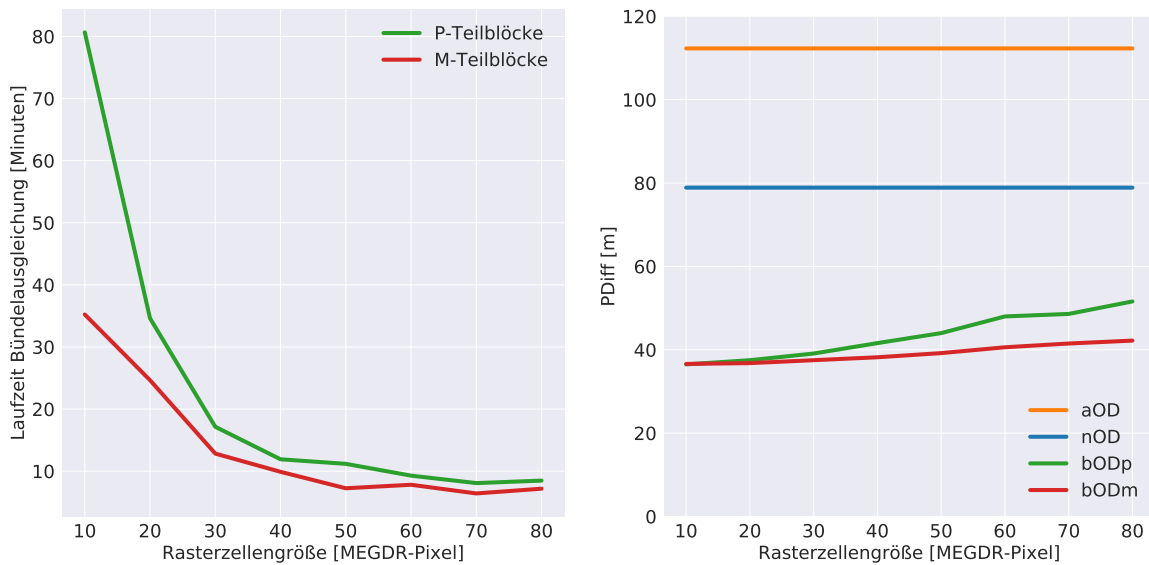 Laufzeit Bündelausgleichung [Minuten]
80
70
60
50
40
30
20
10
P-Teilblöcke
M-Teilblöcke
10 20 30 40 50 60 70 80
Rasterzellengröße [MEGDR-Pixel]
PDiff [m]
120
100
80
60
40
20
0
aOD
nOD
bODp
bODm
10 20 30 40 50 60 70 80
Rasterzellengröße [MEGDR-Pixel]